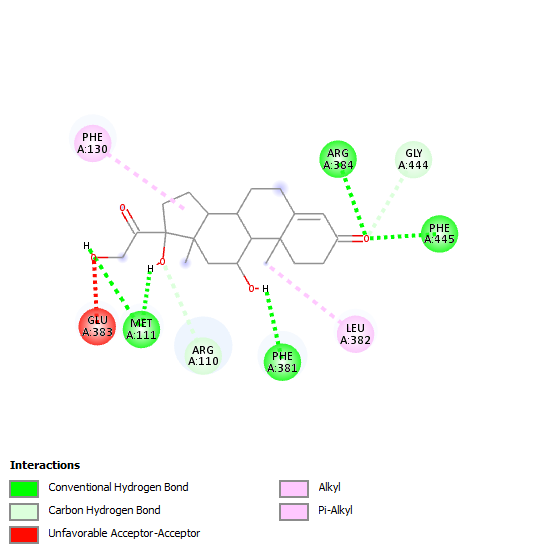 PHE
A:130
ARG
A:384
GLY
A:444
PHE
A:445
O
H
O
H
O
O
O H
GLU
A:383
MET
A:111
ARG
A:110
PHE
A:381
LEU
A:382
Interactions
Conventional Hydrogen Bond
Carbon Hydrogen Bond
Unfavorable Acceptor-Acceptor
Alkyl
Pi-Alkyl